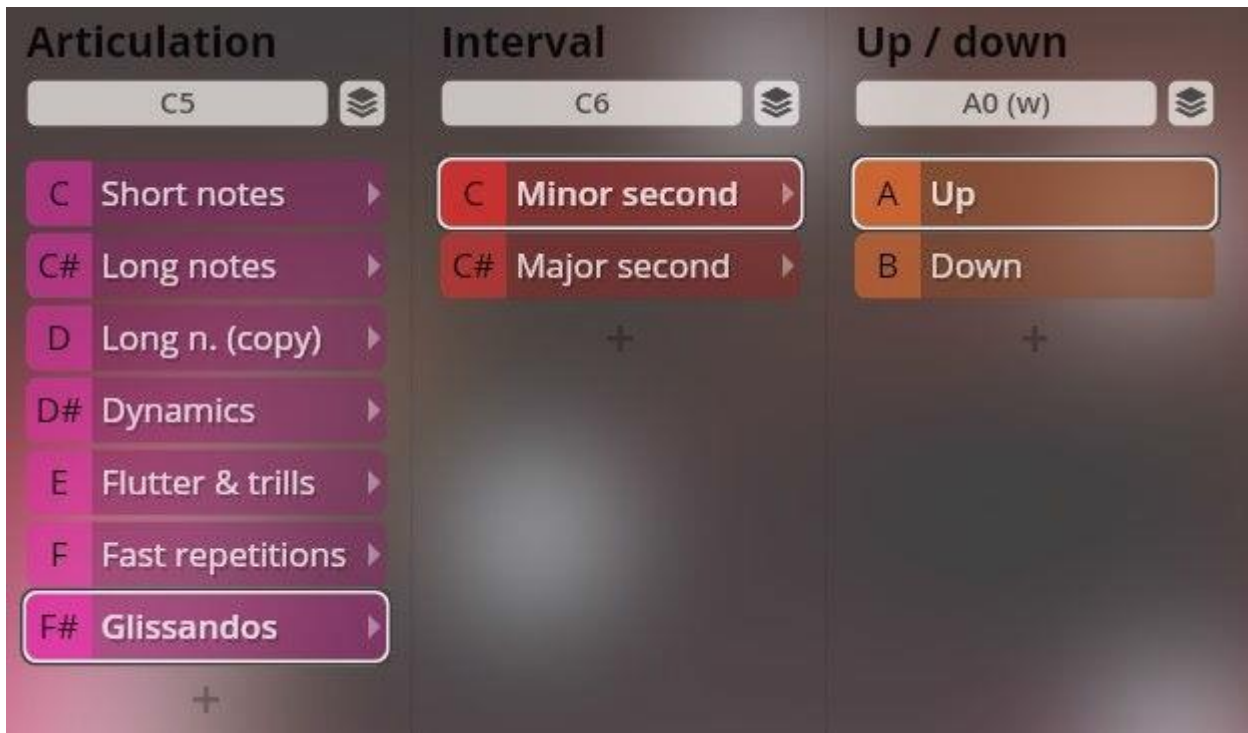 Articulation
C5
C Short notes
C# Long notes
D Long n. (copy)
D# Dynamics
E Flutter & trills
F Fast repetitions
F# Glissandos
+
Interval
C6
C Minor second
C# Major second
+
Up / down
A0 (w)
A Up
B Down
+